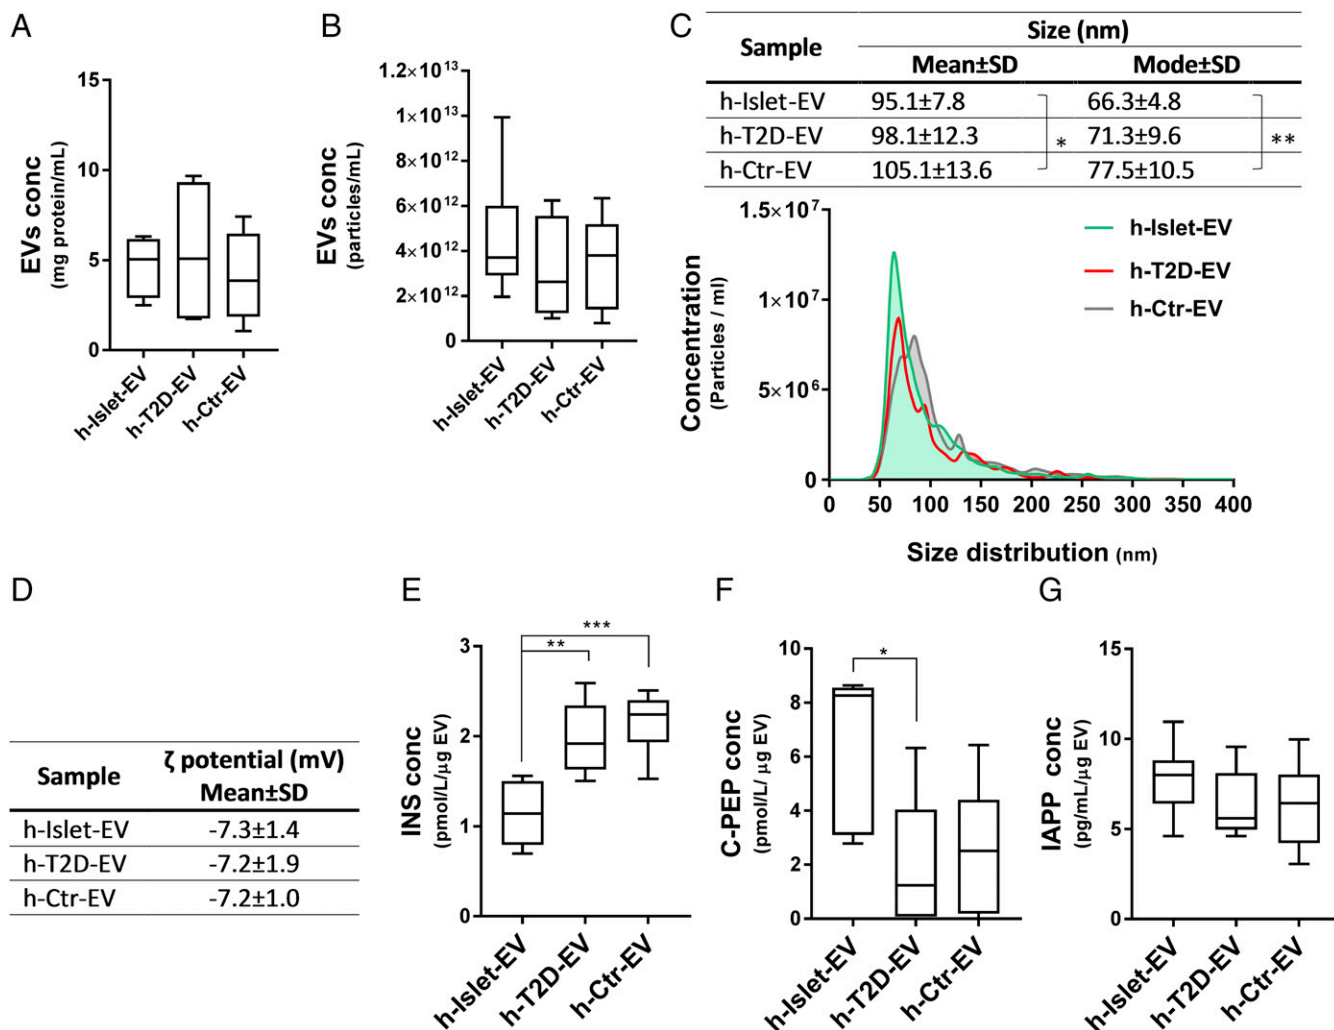 A
EVs conc
(mg protein/mL)
15
10
5
0
h-Islet-EV
h-T2D-EV
h-Ctr-EV
B
EVs conc
(particles/mL)
1.2×10¹³
1×10¹³
8×10¹²
6×10¹²
4×10¹²
2×10¹²
0
h-Islet-EV
h-T2D-EV
h-Ctr-EV
C
Sample Size (nm)
Mean±SD Mode±SD
h-Islet-EV 95.1±7.8 66.3±4.8
h-T2D-EV 98.1±12.3 * 71.3±9.6 **
h-Ctr-EV 105.1±13.6 77.5±10.5
Concentration
(Particles / ml)
1.5×10⁷
1×10⁷
5×10⁶
0
h-Islet-EV
h-T2D-EV
h-Ctr-EV
0 50 100 150 200 250 300 350 400
Size distribution (nm)
D
Sample ζ potential (mV)
Mean±SD
h-Islet-EV -7.3±1.4
h-T2D-EV -7.2±1.9
h-Ctr-EV -7.2±1.0
E
INS conc
(pmol/L/μg EV)
3
2
1
0
***
**
h-Islet-EV
h-T2D-EV
h-Ctr-EV
F
C-PEP conc
(pmol/L/ μg EV)
10
8
6
4
2
0
*
h-Islet-EV
h-T2D-EV
h-Ctr-EV
G
IAPP conc
(pg/mL/μg EV)
15
10
5
0
h-Islet-EV
h-T2D-EV
h-Ctr-EV